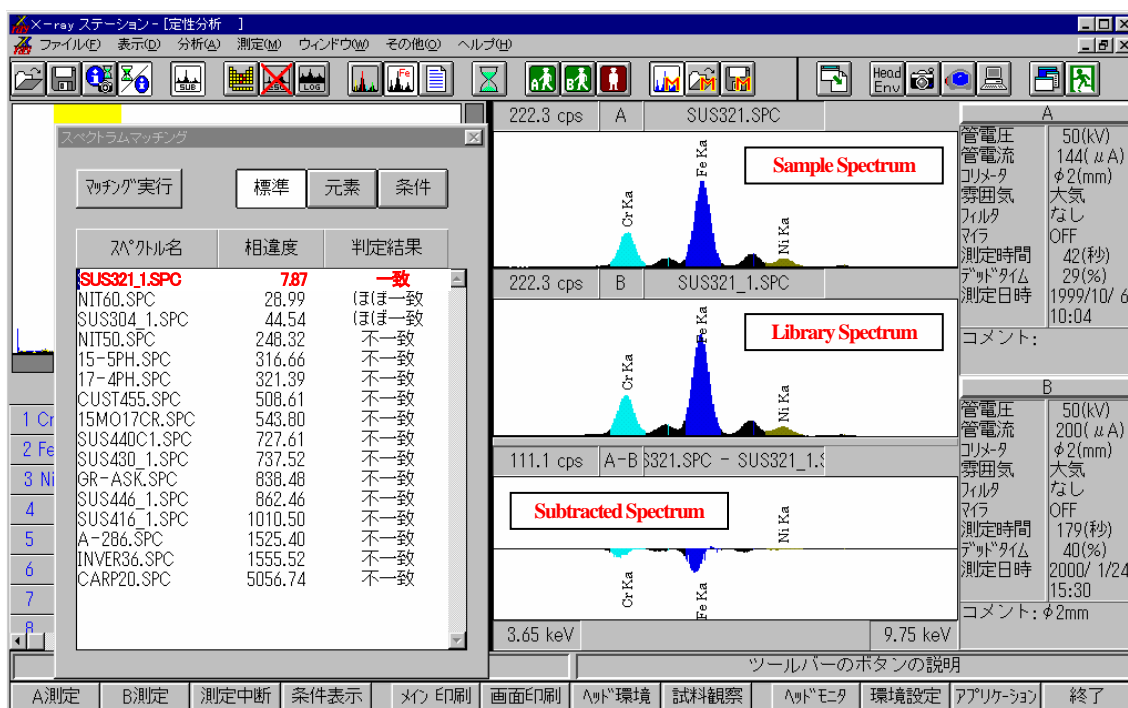 X-ray ステーション - [定性分析 ]
ファイル(F) 表示(D) 分析(A) 測定(M) ウィンドウ(W) その他(O) ヘルプ(H)
SUB
ESC
LOG
Fe
A
B
M
M
M
Head Env
スペクトラムマッチング
マッチング実行 標準 元素 条件
スペクトル名 相違度 判定結果
SUS321_1.SPC 7.87 一致
NIT60.SPC 28.99 ほぼ一致
SUS304_1.SPC 44.54 ほぼ一致
NIT50.SPC 248.32 不一致
15-5PH.SPC 316.66 不一致
17-4PH.SPC 321.39 不一致
CUST455.SPC 508.61 不一致
15MO17CR.SPC 543.80 不一致
SUS440C1.SPC 727.61 不一致
SUS430_1.SPC 737.52 不一致
GR-ASK.SPC 838.48 不一致
SUS446_1.SPC 862.46 不一致
SUS416_1.SPC 1010.50 不一致
A-286.SPC 1525.40 不一致
INVER36.SPC 1555.52 不一致
CARP20.SPC 5056.74 不一致
1 Cr
2 Fe
3 Ni
4
5
6
7
8
222.3 cps A SUS321.SPC
Sample Spectrum
Cr Ka
Fe Ka
Ni Ka
222.3 cps B SUS321_1.SPC
Library Spectrum
Cr Ka
Fe Ka
Ni Ka
111.1 cps A-B S321.SPC - SUS321_1.S
Subtracted Spectrum
Cr Ka
Fe Ka
Ni Ka
3.65 keV 9.75 keV
A
管電圧 50(kV)
管電流 144(μA)
コリメータ φ2(mm)
雰囲気 大気
フィルタ なし
マイラ OFF
測定時間 42(秒)
デッドタイム 29(%)
測定日時 1999/10/ 6
10:04
コメント:
B
管電圧 50(kV)
管電流 200(μA)
コリメータ φ2(mm)
雰囲気 大気
フィルタ なし
マイラ OFF
測定時間 179(秒)
デッドタイム 40(%)
測定日時 2000/ 1/24
15:30
コメント:φ2mm
ツールバーのボタンの説明
A測定 B測定 測定中断 条件表示 メイン印刷 画面印刷 ヘッド環境 試料観察 ヘッドモニタ 環境設定 アプリケーション 終了